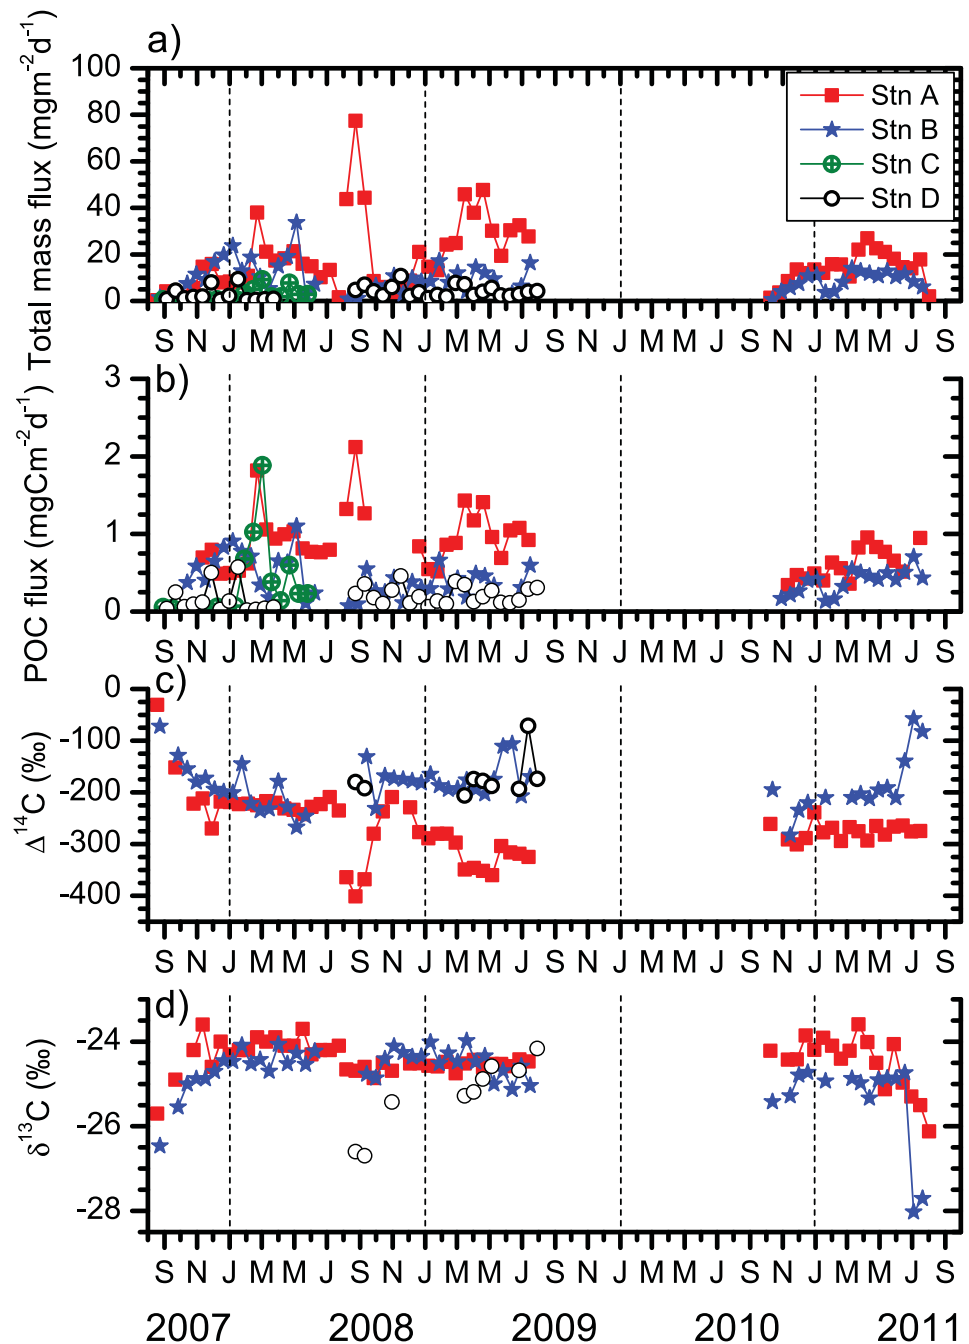 a)
Total mass flux (mgm⁻²d⁻¹)
100
80
60
40
20
0
Stn A
Stn B
Stn C
Stn D
S N J M M J S N J M M J S N J M M J S N J M M J S
b)
POC flux (mgCm⁻²d⁻¹)
3
2
1
0
S N J M M J S N J M M J S N J M M J S N J M M J S
c)
Δ¹⁴C (‰)
0
-100
-200
-300
-400
S N J M M J S N J M M J S N J M M J S N J M M J S
d)
δ¹³C (‰)
-24
-26
-28
S N J M M J S N J M M J S N J M M J S N J M M J S
2007 2008 2009 2010 2011